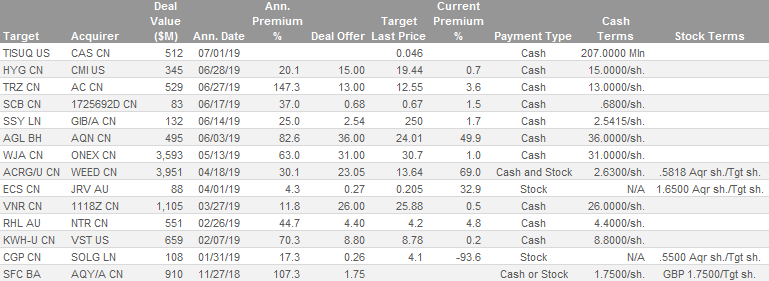 Target Acquirer Deal Value ($M) Ann. Date Ann. Premium % Deal Offer Target Last Price Current Premium % Payment Type Cash Terms Stock Terms
TISUQ US CAS CN 512 07/01/19 0.046 Cash 207.0000 Mln
HYG CN CMI US 345 06/28/19 20.1 15.00 19.44 0.7 Cash 15.0000/sh.
TRZ CN AC CN 529 06/27/19 147.3 13.00 12.55 3.6 Cash 13.0000/sh.
SCB CN 1725692D CN 83 06/17/19 37.0 0.68 0.67 1.5 Cash .6800/sh.
SSY LN GIB/A CN 132 06/14/19 25.0 2.54 250 1.7 Cash 2.5415/sh.
AGL BH AQN CN 495 06/03/19 82.6 36.00 24.01 49.9 Cash 36.0000/sh.
WJA CN ONEX CN 3,593 05/13/19 63.0 31.00 30.7 1.0 Cash 31.0000/sh.
ACRG/U CN WEED CN 3,951 04/18/19 30.1 23.05 13.64 69.0 Cash and Stock 2.6300/sh. .5818 Aqr sh./Tgt sh.
ECS CN JRV AU 88 04/01/19 4.3 0.27 0.205 32.9 Stock N/A 1.6500 Aqr sh./Tgt sh.
VNR CN 1118Z CN 1,105 03/27/19 11.8 26.00 25.88 0.5 Cash 26.0000/sh.
RHL AU NTR CN 551 02/26/19 44.7 4.40 4.2 4.8 Cash 4.4000/sh.
KWH-U CN VST US 659 02/07/19 70.3 8.80 8.78 0.2 Cash 8.8000/sh.
CGP CN SOLG LN 108 01/31/19 17.3 0.26 4.1 -93.6 Stock N/A .5500 Aqr sh./Tgt sh.
SFC BA AQY/A CN 910 11/27/18 107.3 1.75 Cash or Stock 1.7500/sh. GBP 1.7500/Tgt sh.